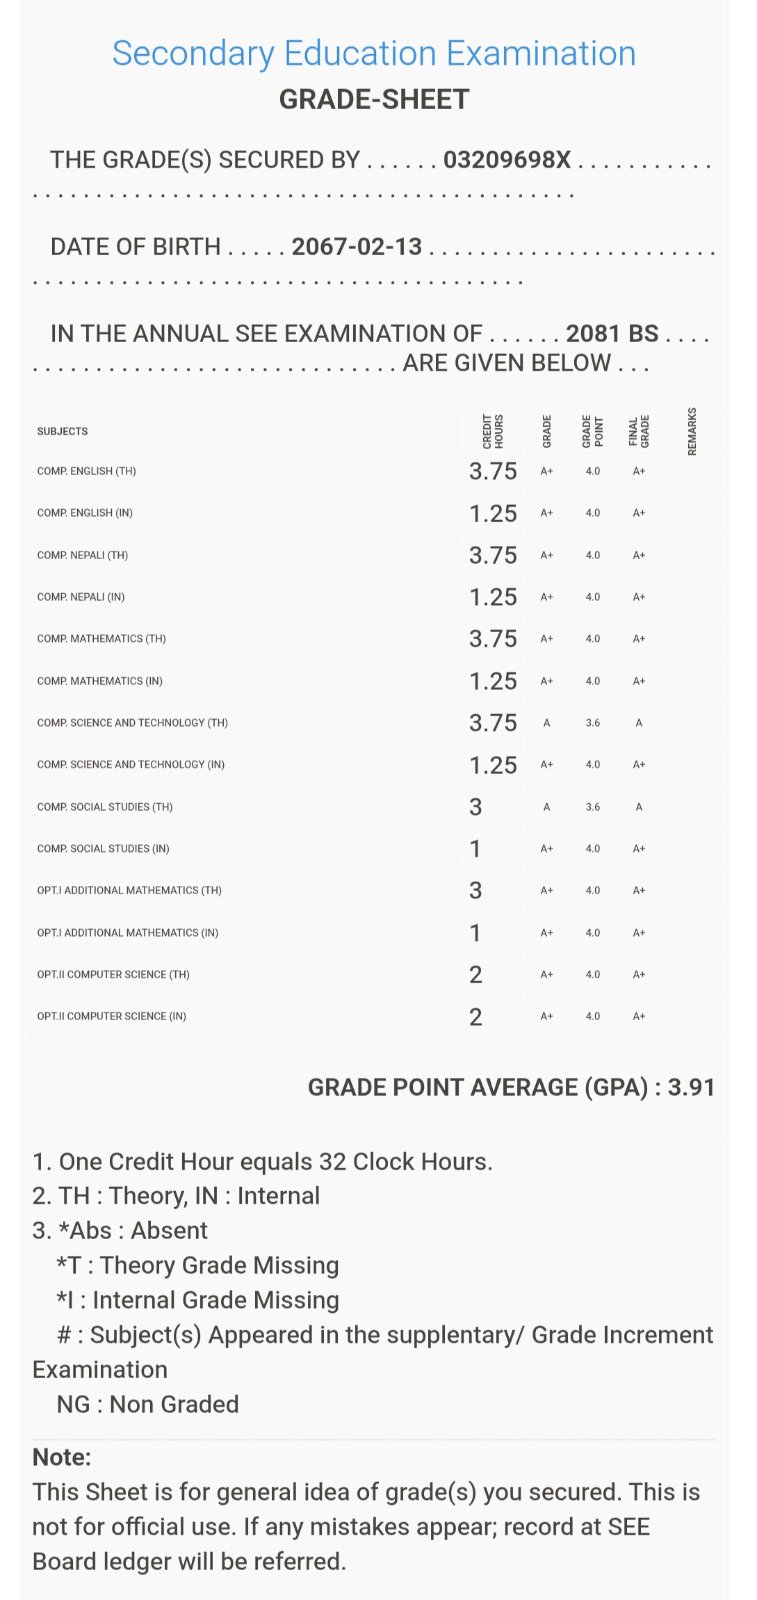 Secondary Education Examination
GRADE-SHEET
THE GRADE(S) SECURED BY . . . . . . 03209698X . . . . . . . . . . .
. . . . . . . . . . . . . . . . . . . . . . . . . . . . . . . . . . . . . . . . . . .
DATE OF BIRTH . . . . . 2067-02-13 . . . . . . . . . . . . . . . . . . . . . . .
. . . . . . . . . . . . . . . . . . . . . . . . . . . . . . . . . . . . . . .
IN THE ANNUAL SEE EXAMINATION OF . . . . . . 2081 BS . . . .
. . . . . . . . . . . . . . . . . . . . . . . . . . . . . ARE GIVEN BELOW . . .
SUBJECTS CREDIT HOURS GRADE GRADE POINT FINAL GRADE REMARKS
COMP. ENGLISH (TH) 3.75 A+ 4.0 A+
COMP. ENGLISH (IN) 1.25 A+ 4.0 A+
COMP. NEPALI (TH) 3.75 A+ 4.0 A+
COMP. NEPALI (IN) 1.25 A+ 4.0 A+
COMP. MATHEMATICS (TH) 3.75 A+ 4.0 A+
COMP. MATHEMATICS (IN) 1.25 A+ 4.0 A+
COMP. SCIENCE AND TECHNOLOGY (TH) 3.75 A 3.6 A
COMP. SCIENCE AND TECHNOLOGY (IN) 1.25 A+ 4.0 A+
COMP. SOCIAL STUDIES (TH) 3 A 3.6 A
COMP. SOCIAL STUDIES (IN) 1 A+ 4.0 A+
OPT.I ADDITIONAL MATHEMATICS (TH) 3 A+ 4.0 A+
OPT.I ADDITIONAL MATHEMATICS (IN) 1 A+ 4.0 A+
OPT.II COMPUTER SCIENCE (TH) 2 A+ 4.0 A+
OPT.II COMPUTER SCIENCE (IN) 2 A+ 4.0 A+
GRADE POINT AVERAGE (GPA) : 3.91
1. One Credit Hour equals 32 Clock Hours.
2. TH : Theory, IN : Internal
3. *Abs : Absent
*T : Theory Grade Missing
*I : Internal Grade Missing
# : Subject(s) Appeared in the supplentary/ Grade Increment
Examination
NG : Non Graded
Note:
This Sheet is for general idea of grade(s) you secured. This is
not for official use. If any mistakes appear; record at SEE
Board ledger will be referred.